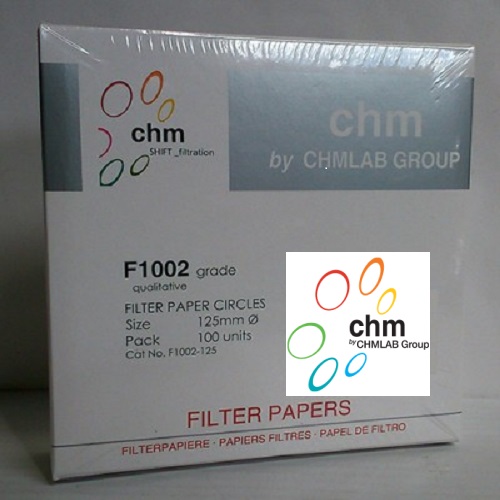 chm
SHIFT_filtration
chm
by CHMLAB GROUP
F1002 grade
qualitative
FILTER PAPER CIRCLES
Size 125mm Ø
Pack 100 units
Cat No. F1002-125
chm
by CHMLAB Group
FILTER PAPERS
FILTERPAPIERE · PAPIERS FILTRES · PAPEL DE FILTRO